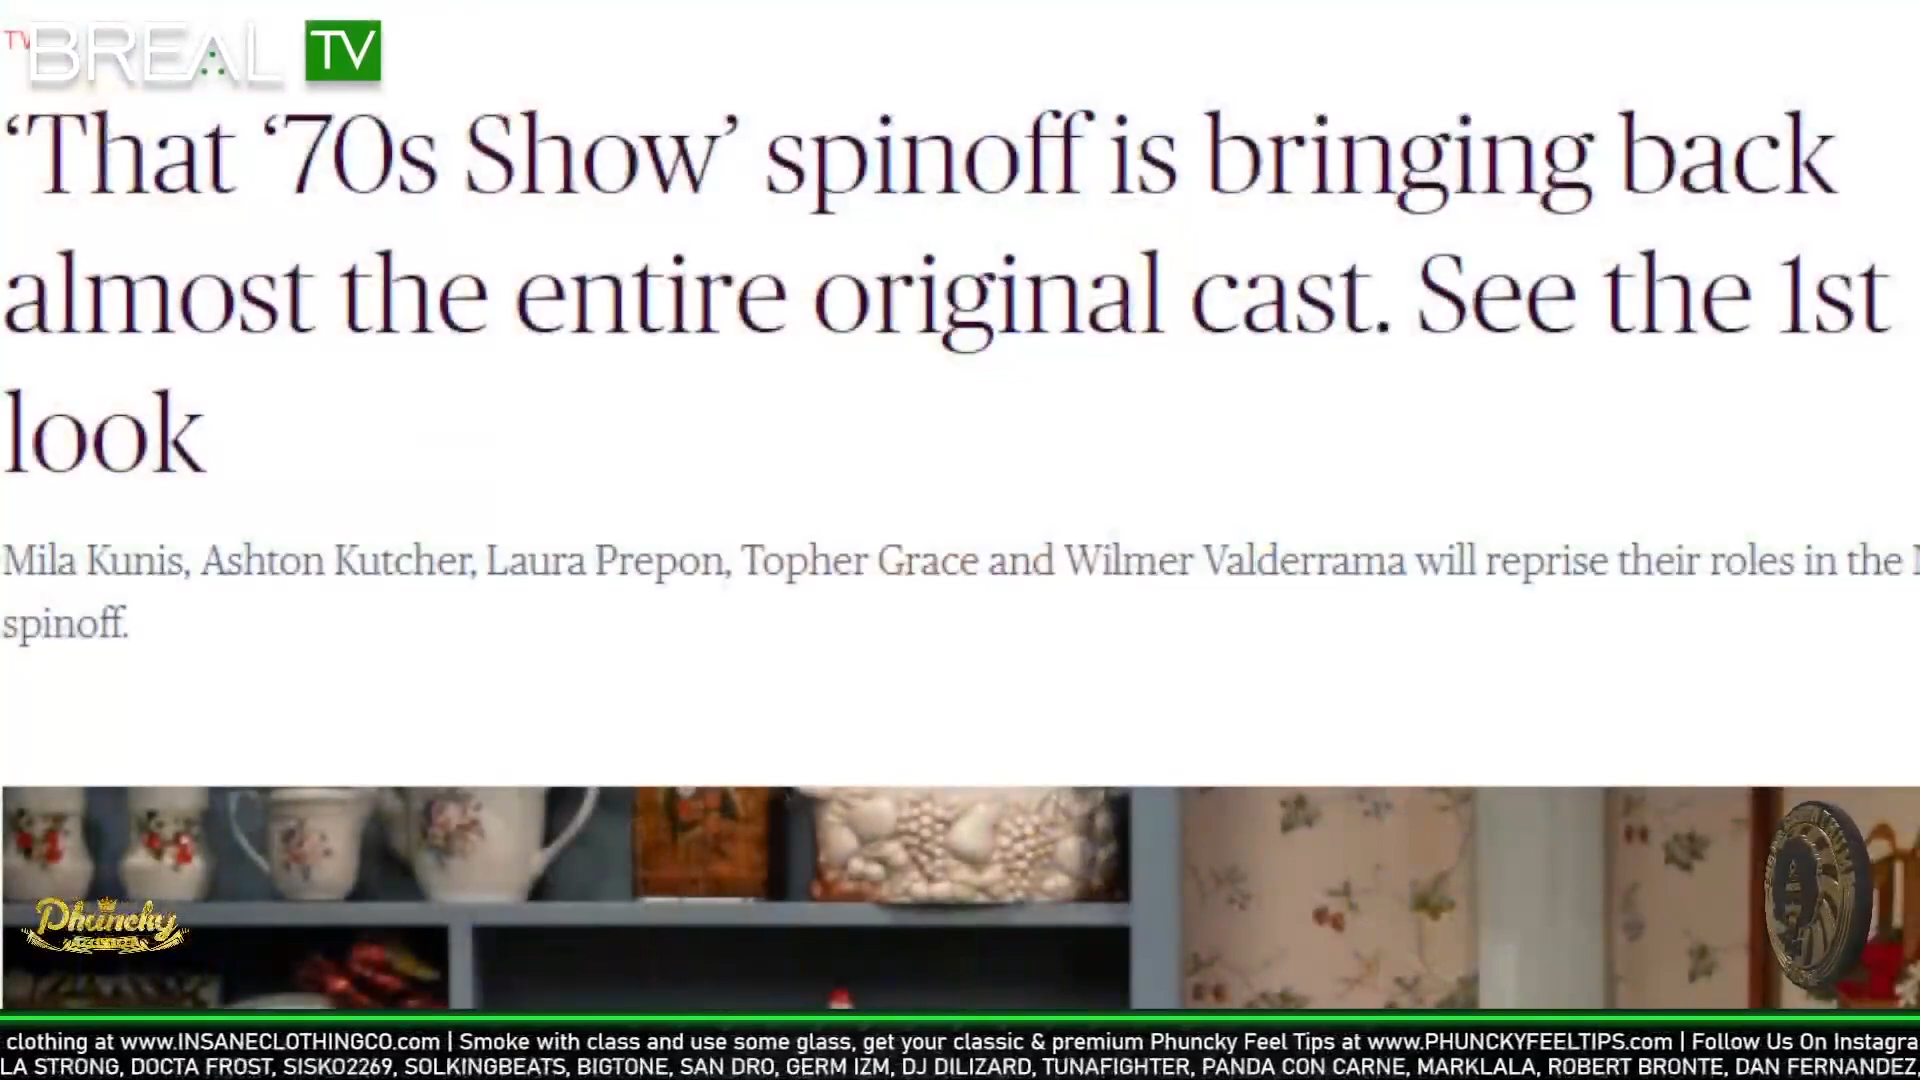 TV
BREAL TV
‘That ‘70s Show’ spinoff is bringing back
almost the entire original cast. See the 1st
look
Mila Kunis, Ashton Kutcher, Laura Prepon, Topher Grace and Wilmer Valderrama will reprise their roles in the
spinoff.
Phuncky
clothing at www.INSANECLOTHINGCO.com | Smoke with class and use some glass, get your classic & premium Phuncky Feel Tips at www.PHUNCKYFEELTIPS.com | Follow Us On Instagra
LA STRONG, DOCTA FROST, SISKO2269, SOLKINGBEATS, BIGTONE, SAN DRO, GERM IZM, DJ DILIZARD, TUNAFIGHTER, PANDA CON CARNE, MARKLALA, ROBERT BRONTE, DAN FERNANDEZ,